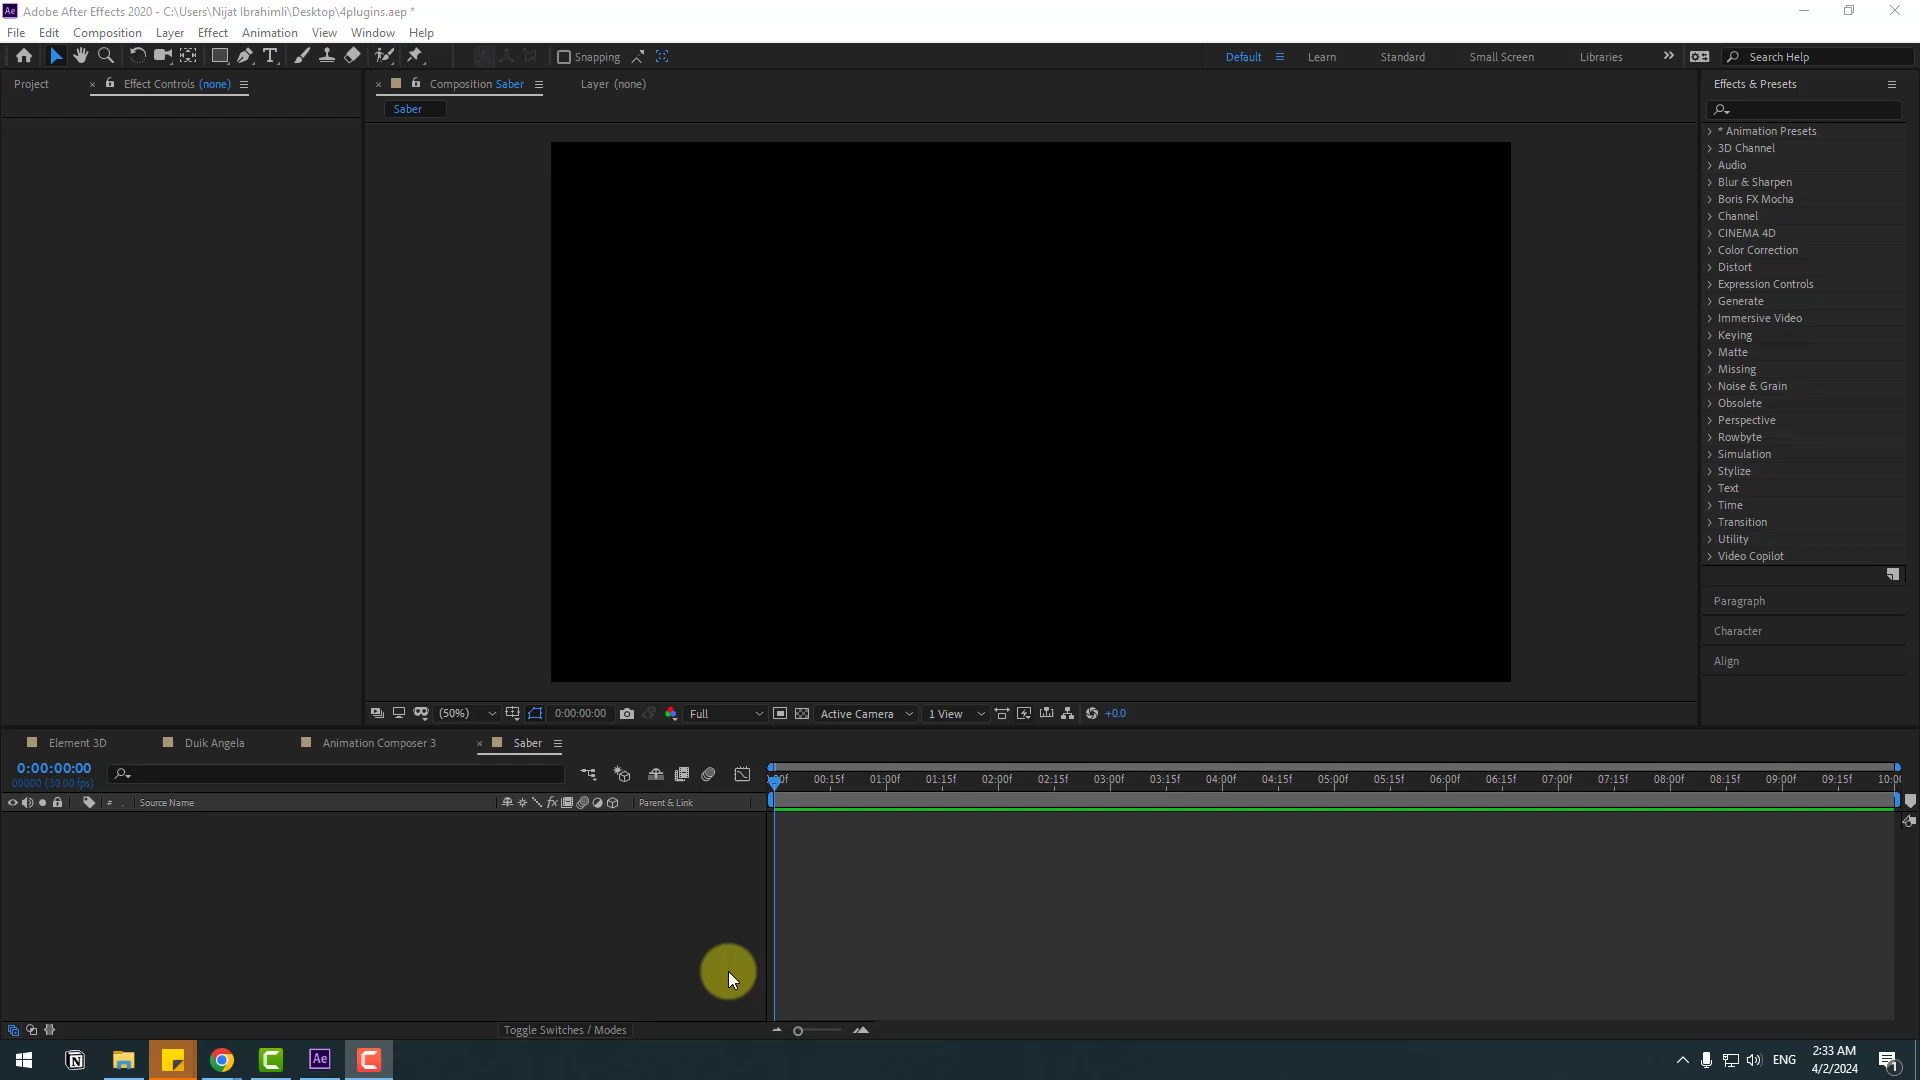 Adobe After Effects 2020 - C:\Users\Nijat Ibrahimli\Desktop\4plugins.aep *
File Edit Composition Layer Effect Animation View Window Help
Snapping
Default Learn Standard Small Screen Libraries Search Help
Project Effect Controls (none) Composition Saber Layer (none) Effects & Presets
Saber
* Animation Presets
3D Channel
Audio
Blur & Sharpen
Boris FX Mocha
Channel
CINEMA 4D
Color Correction
Distort
Expression Controls
Generate
Immersive Video
Keying
Matte
Missing
Noise & Grain
Obsolete
Perspective
Rowbyte
Simulation
Stylize
Text
Time
Transition
Utility
Video Copilot
Paragraph
Character
Align
(50%) 0:00:00:00 Full Active Camera 1 View +0.0
Element 3D Duik Angela Animation Composer 3 Saber
0:00:00:00
00000 (30.00 fps)
:00f 00:15f 01:00f 01:15f 02:00f 02:15f 03:00f 03:15f 04:00f 04:15f 05:00f 05:15f 06:00f 06:15f 07:00f 07:15f 08:00f 08:15f 09:00f 09:15f 10:00
# . Source Name fx Parent & Link
Toggle Switches / Modes
Ae Ae ENG 2:33 AM
4/2/2024 1